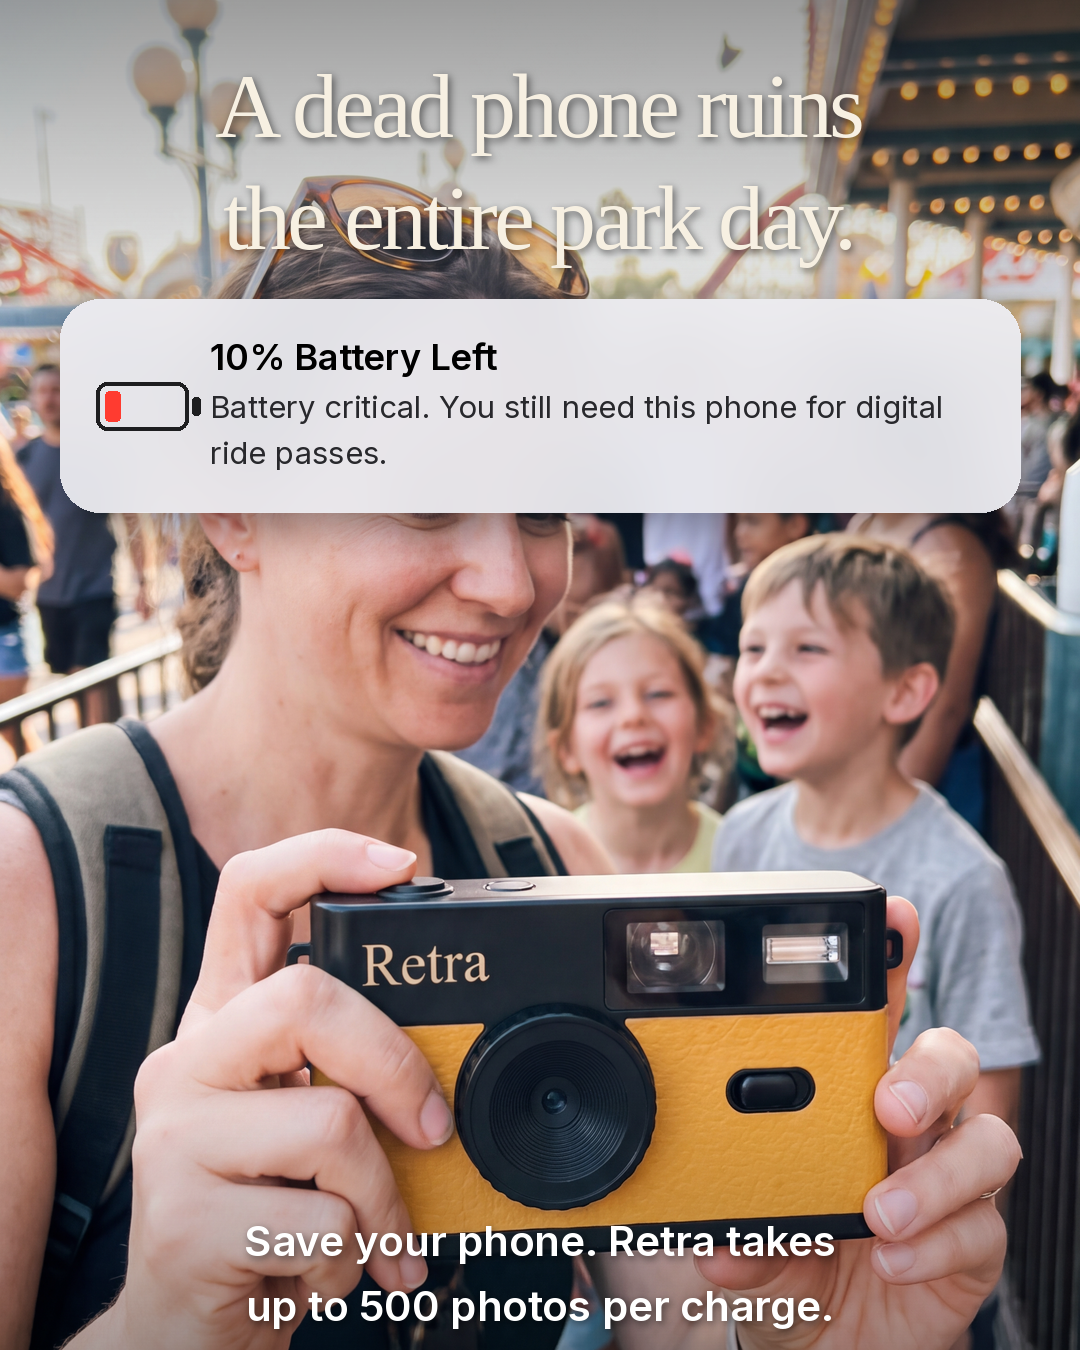 A dead phone ruins
the entire park day.
10% Battery Left
Battery critical. You still need this phone for digital
ride passes.
Retra
Save your phone. Retra takes
up to 500 photos per charge.